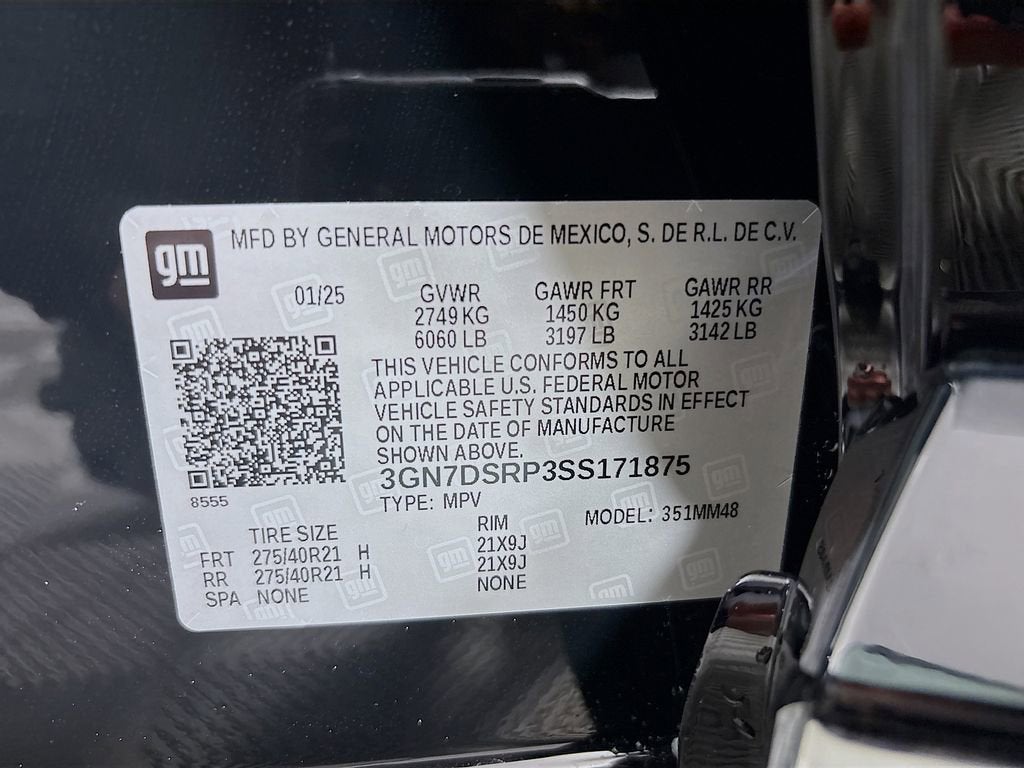 gm
MFD BY GENERAL MOTORS DE MEXICO, S. DE R.L. DE C.V.
01/25 GVWR GAWR FRT GAWR RR
2749 KG 1450 KG 1425 KG
6060 LB 3197 LB 3142 LB
THIS VEHICLE CONFORMS TO ALL
APPLICABLE U.S. FEDERAL MOTOR
VEHICLE SAFETY STANDARDS IN EFFECT
ON THE DATE OF MANUFACTURE
SHOWN ABOVE.
3GN7DSRP3SS171875
8555
TYPE: MPV MODEL: 351MM48
TIRE SIZE RIM
FRT 275/40R21 H 21X9J
RR 275/40R21 H 21X9J
SPA NONE NONE